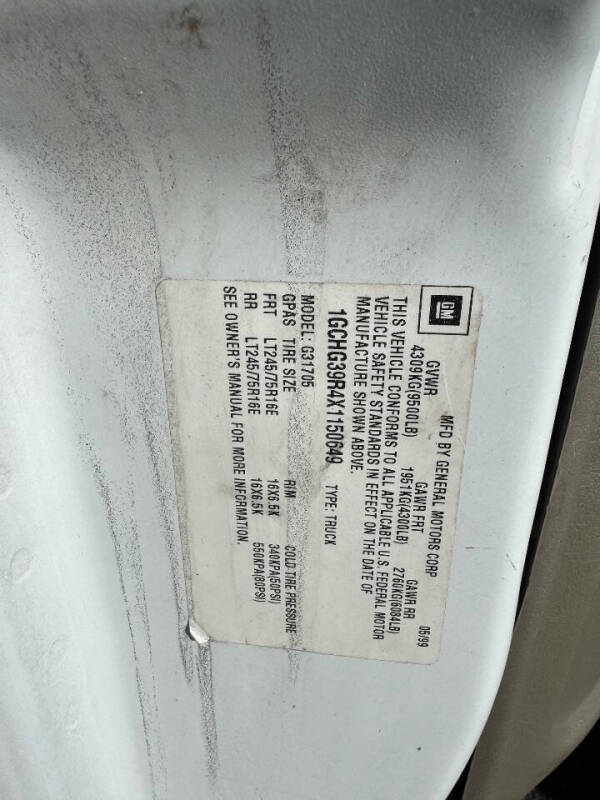 GM
MFD BY GENERAL MOTORS CORP 05/99
GVWR GAWR FRT GAWR RR
4309KG(9500LB) 1951KG(4300LB) 2760KG(6084LB)
THIS VEHICLE CONFORMS TO ALL APPLICABLE U.S. FEDERAL MOTOR
VEHICLE SAFETY STANDARDS IN EFFECT ON THE DATE OF
MANUFACTURE SHOWN ABOVE.
1GCHG39R4X1150649 TYPE: TRUCK
MODEL: G31705
GPAS TIRE SIZE RIM COLD TIRE PRESSURE
FRT LT245/75R16E 16X6.5K 340KPA(50PSI)
RR LT245/75R16E 16X6.5K 550KPA(80PSI)
SEE OWNER'S MANUAL FOR MORE INFORMATION.